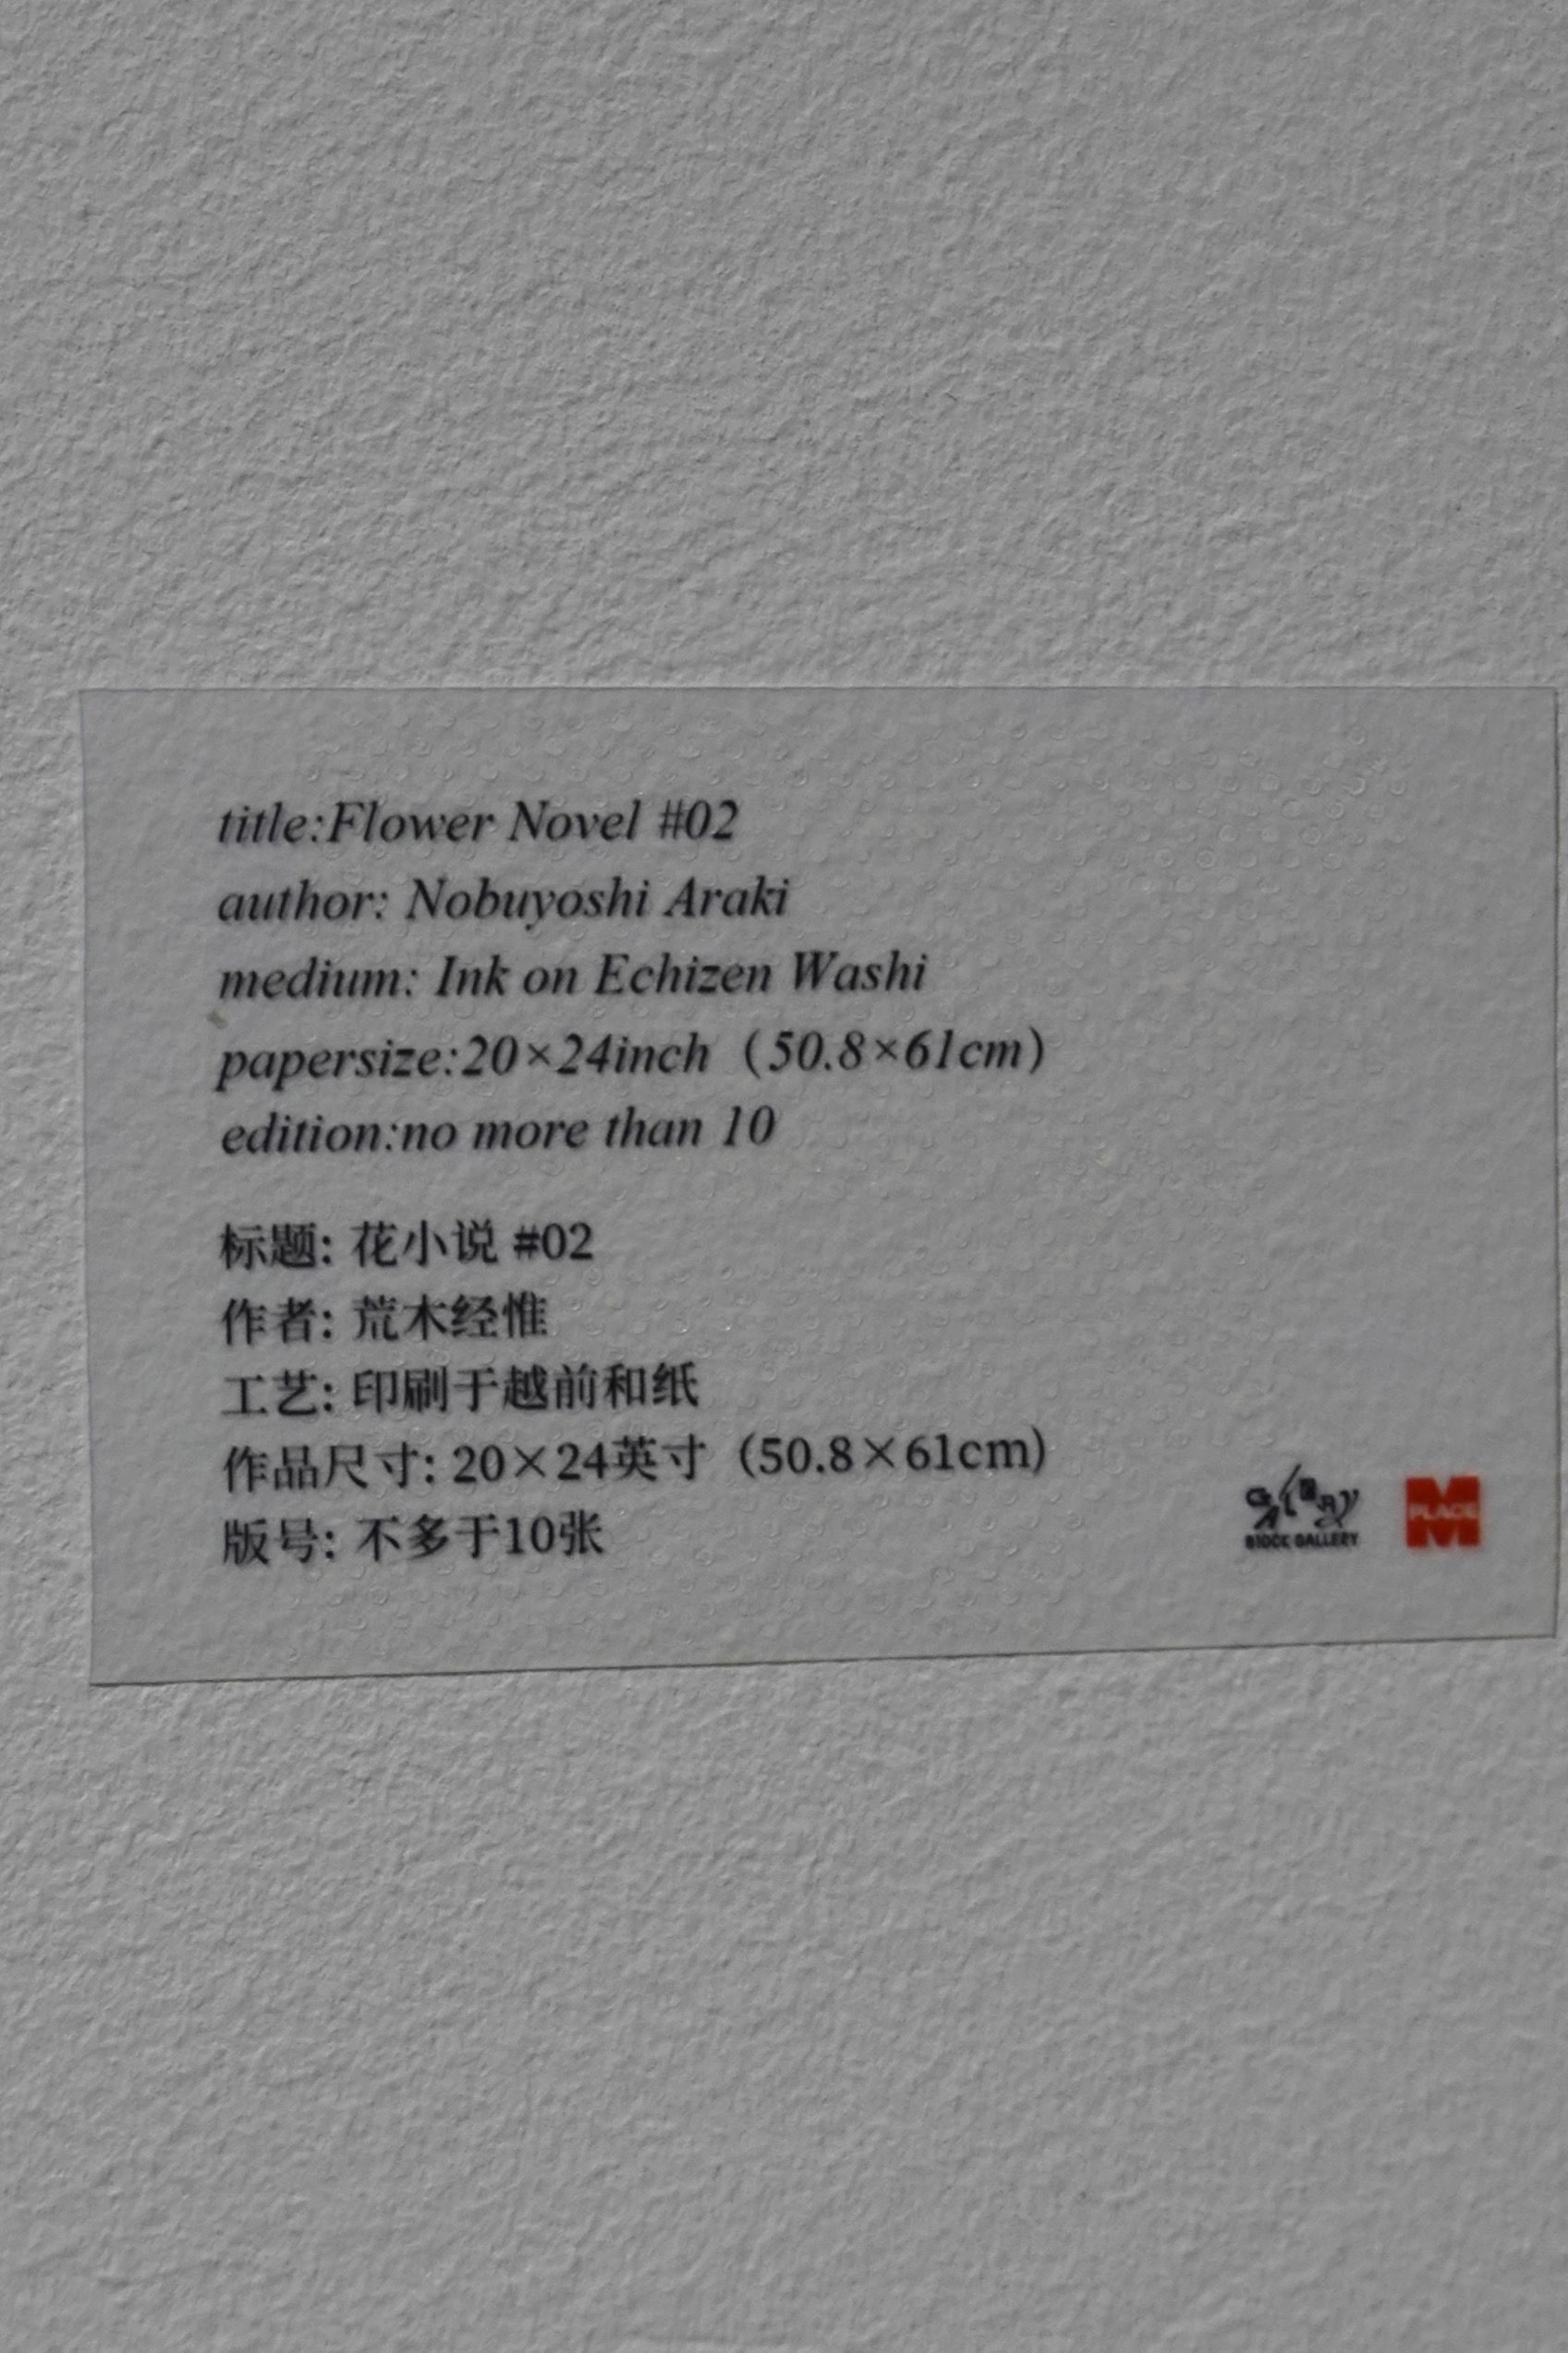 title:Flower Novel #02
author: Nobuyoshi Araki
medium: Ink on Echizen Washi
papersize:20×24inch（50.8×61cm）
edition:no more than 10
标题: 花小说 #02
作者: 荒木经惟
工艺: 印刷于越前和纸
作品尺寸: 20×24英寸（50.8×61cm）
版号: 不多于10张
GALLERY
PLACE M